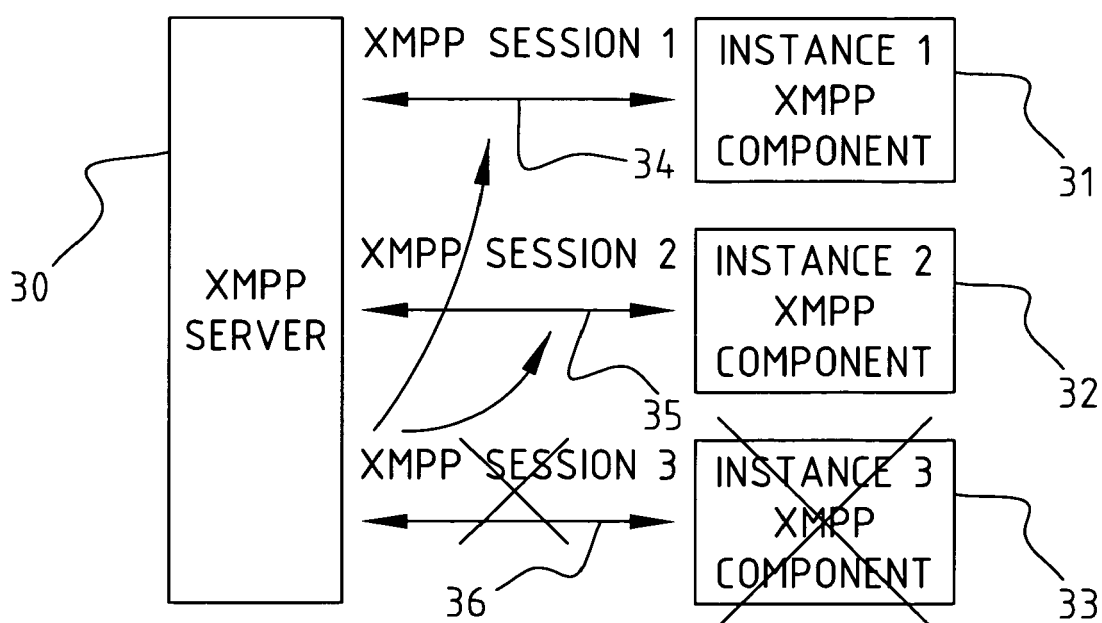 XMPP SESSION 1
INSTANCE 1
XMPP
COMPONENT
34
31
30
XMPP
SERVER
XMPP SESSION 2
INSTANCE 2
XMPP
COMPONENT
35
32
XMPP SESSION 3
INSTANCE 3
XMPP
COMPONENT
36
33